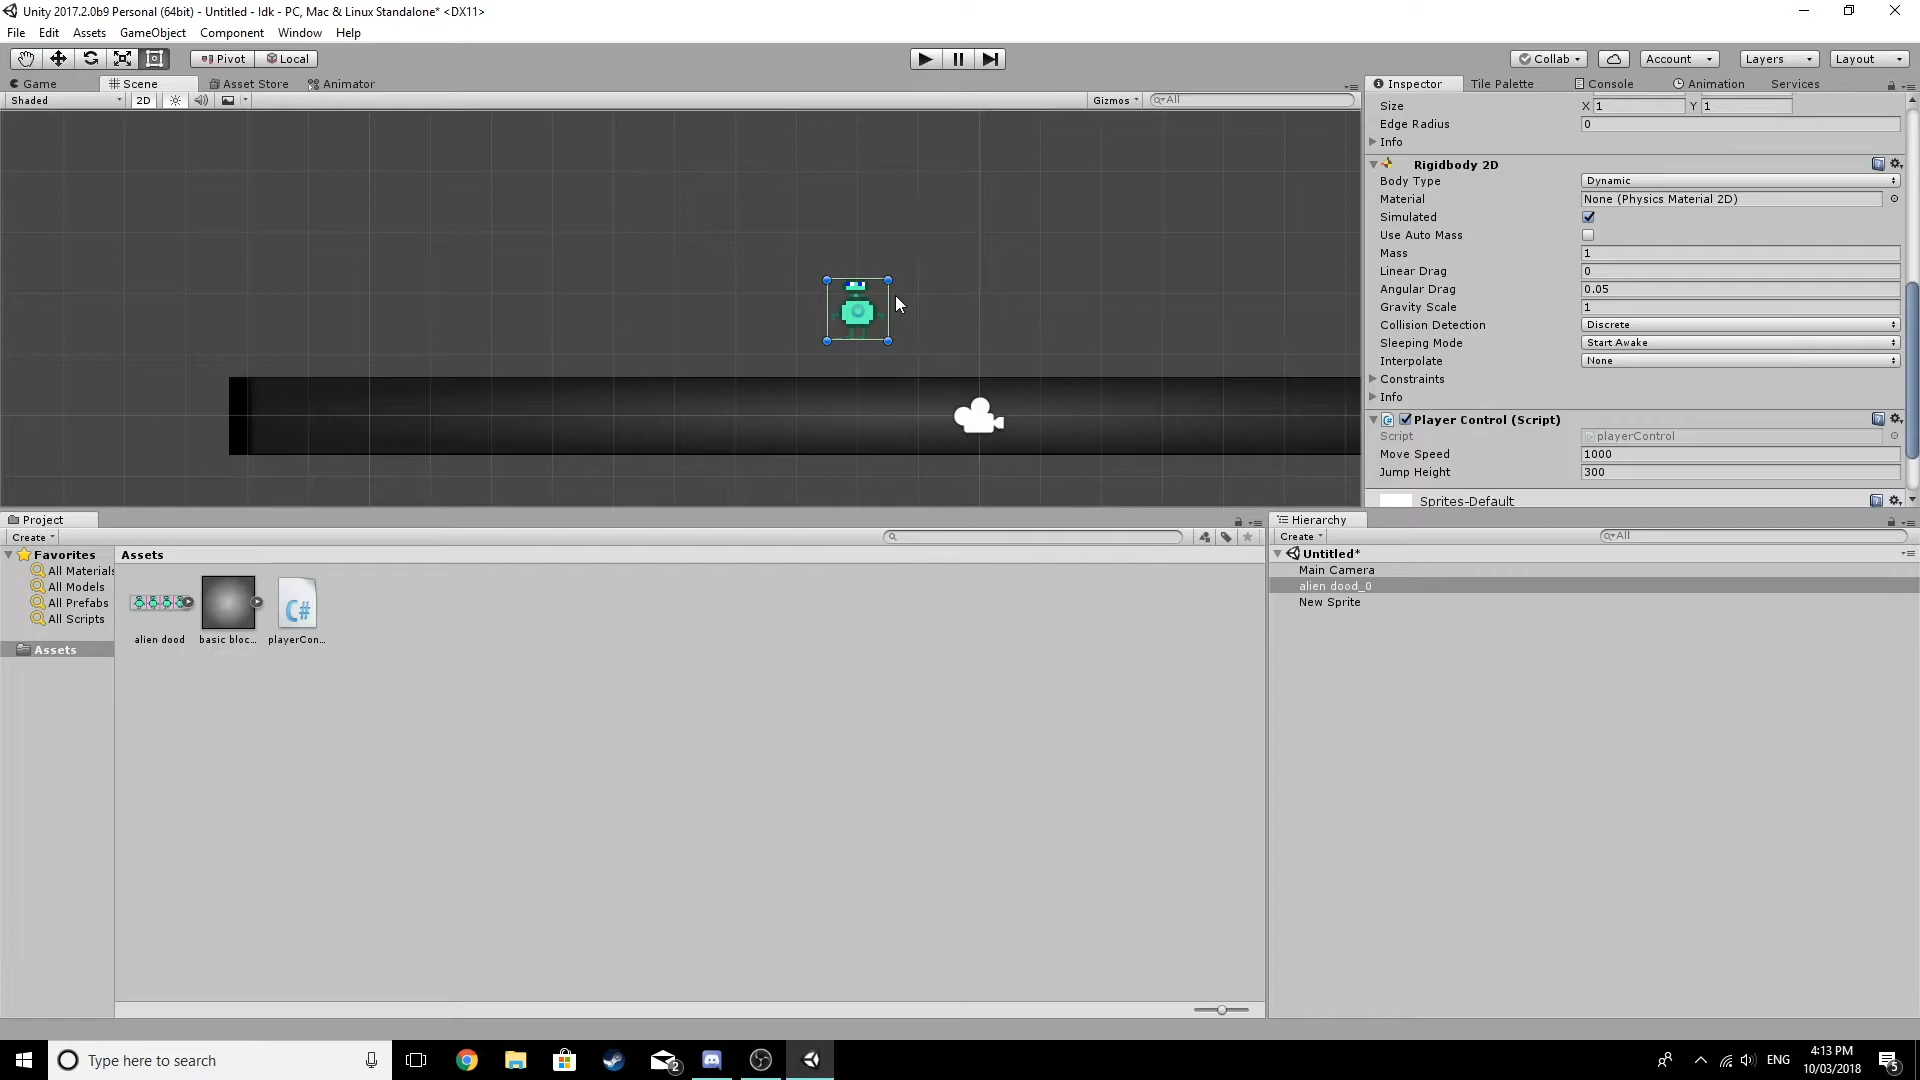 Unity 2017.2.0b9 Personal (64bit) - Untitled - Idk - PC, Mac & Linux Standalone* <DX11>
File Edit Assets GameObject Component Window Help
Pivot Local Collab Account Layers Layout
Game Scene Asset Store Animator
Shaded 2D Gizmos All
Inspector Tile Palette Console Animation Services
Size X 1 Y 1
Edge Radius 0
Info
Rigidbody 2D
Body Type Dynamic
Material None (Physics Material 2D)
Simulated
Use Auto Mass
Mass 1
Linear Drag 0
Angular Drag 0.05
Gravity Scale 1
Collision Detection Discrete
Sleeping Mode Start Awake
Interpolate None
Constraints
Info
Player Control (Script)
Script playerControl
Move Speed 1000
Jump Height 300
Sprites-Default
Project
Create
Favorites
All Materials
All Models
All Prefabs
All Scripts
Assets
Assets
C#
alien dood basic bloc... playerCon...
Hierarchy
Create All
Untitled*
Main Camera
alien dood_0
New Sprite
Type here to search
2
ENG
4:13 PM
10/03/2018
5